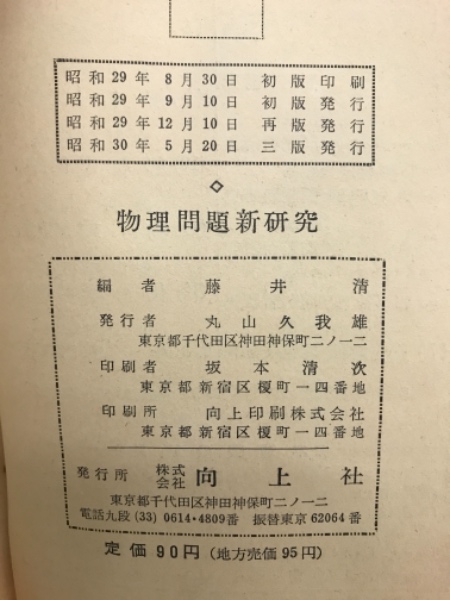 昭和29年 8月30日 初版印刷
昭和29年 9月10日 初版発行
昭和29年12月10日 再版発行
昭和30年 5月20日 三版発行
物理問題新研究
編者 藤井清
発行者 丸山久我雄
東京都千代田区神田神保町二ノ一二
印刷者 坂本清次
東京都新宿区榎町一四番地
印刷所 向上印刷株式会社
東京都新宿区榎町一四番地
発行所 株式会社 向上社
東京都千代田区神田神保町二ノ一二
電話九段 (33) 0614・4809番 振替東京 62064番
定価 90円 (地方売価 95円)